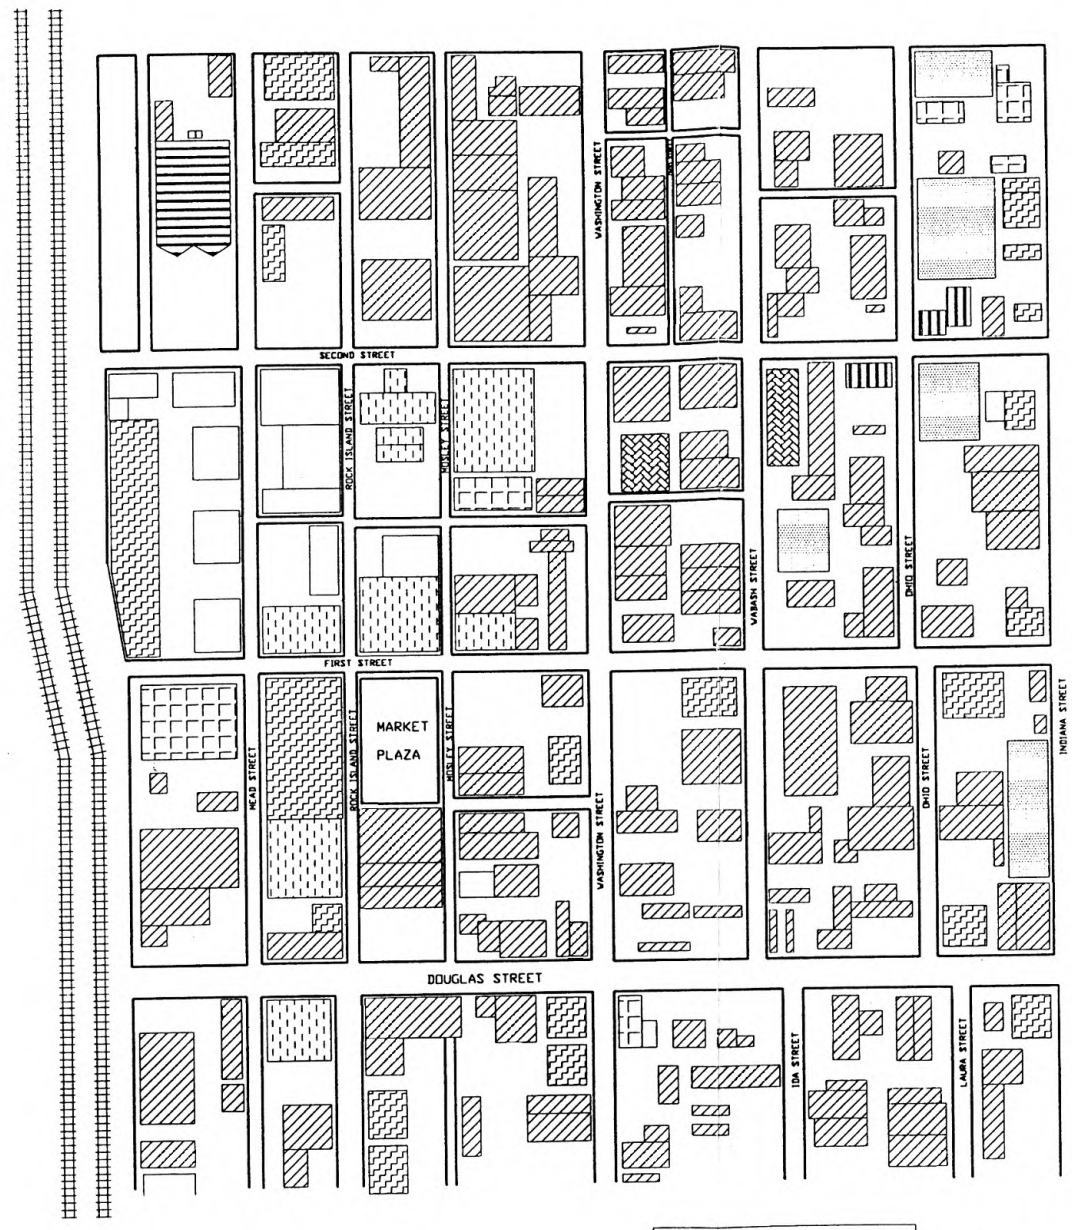 WASHINGTON STREET
SECOND STREET
ROCK ISLAND STREET
MOSLEY STREET
WABASH STREET
OHIO STREET
FIRST STREET
MARKET
PLAZA
MEAD STREET
ROCK ISLAND STREET
MOSLEY STREET
WASHINGTON STREET
OHIO STREET
INDIANA STREET
DOUGLAS STREET
IDA STREET
LAURA STREET